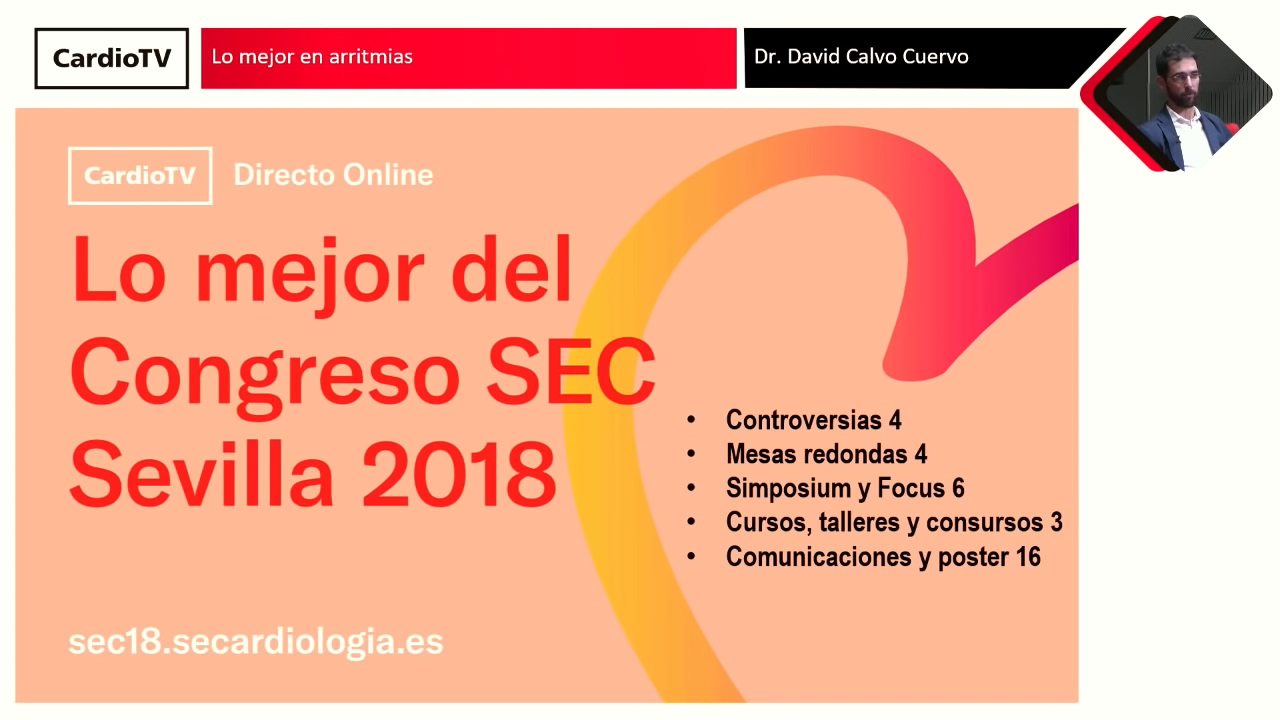 CardioTV
Lo mejor en arritmias
Dr. David Calvo Cuervo
CardioTV Directo Online
Lo mejor del
Congreso SEC
Sevilla 2018
• Controversias 4
• Mesas redondas 4
• Simposium y Focus 6
• Cursos, talleres y consursos 3
• Comunicaciones y poster 16
sec18.secardiologia.es